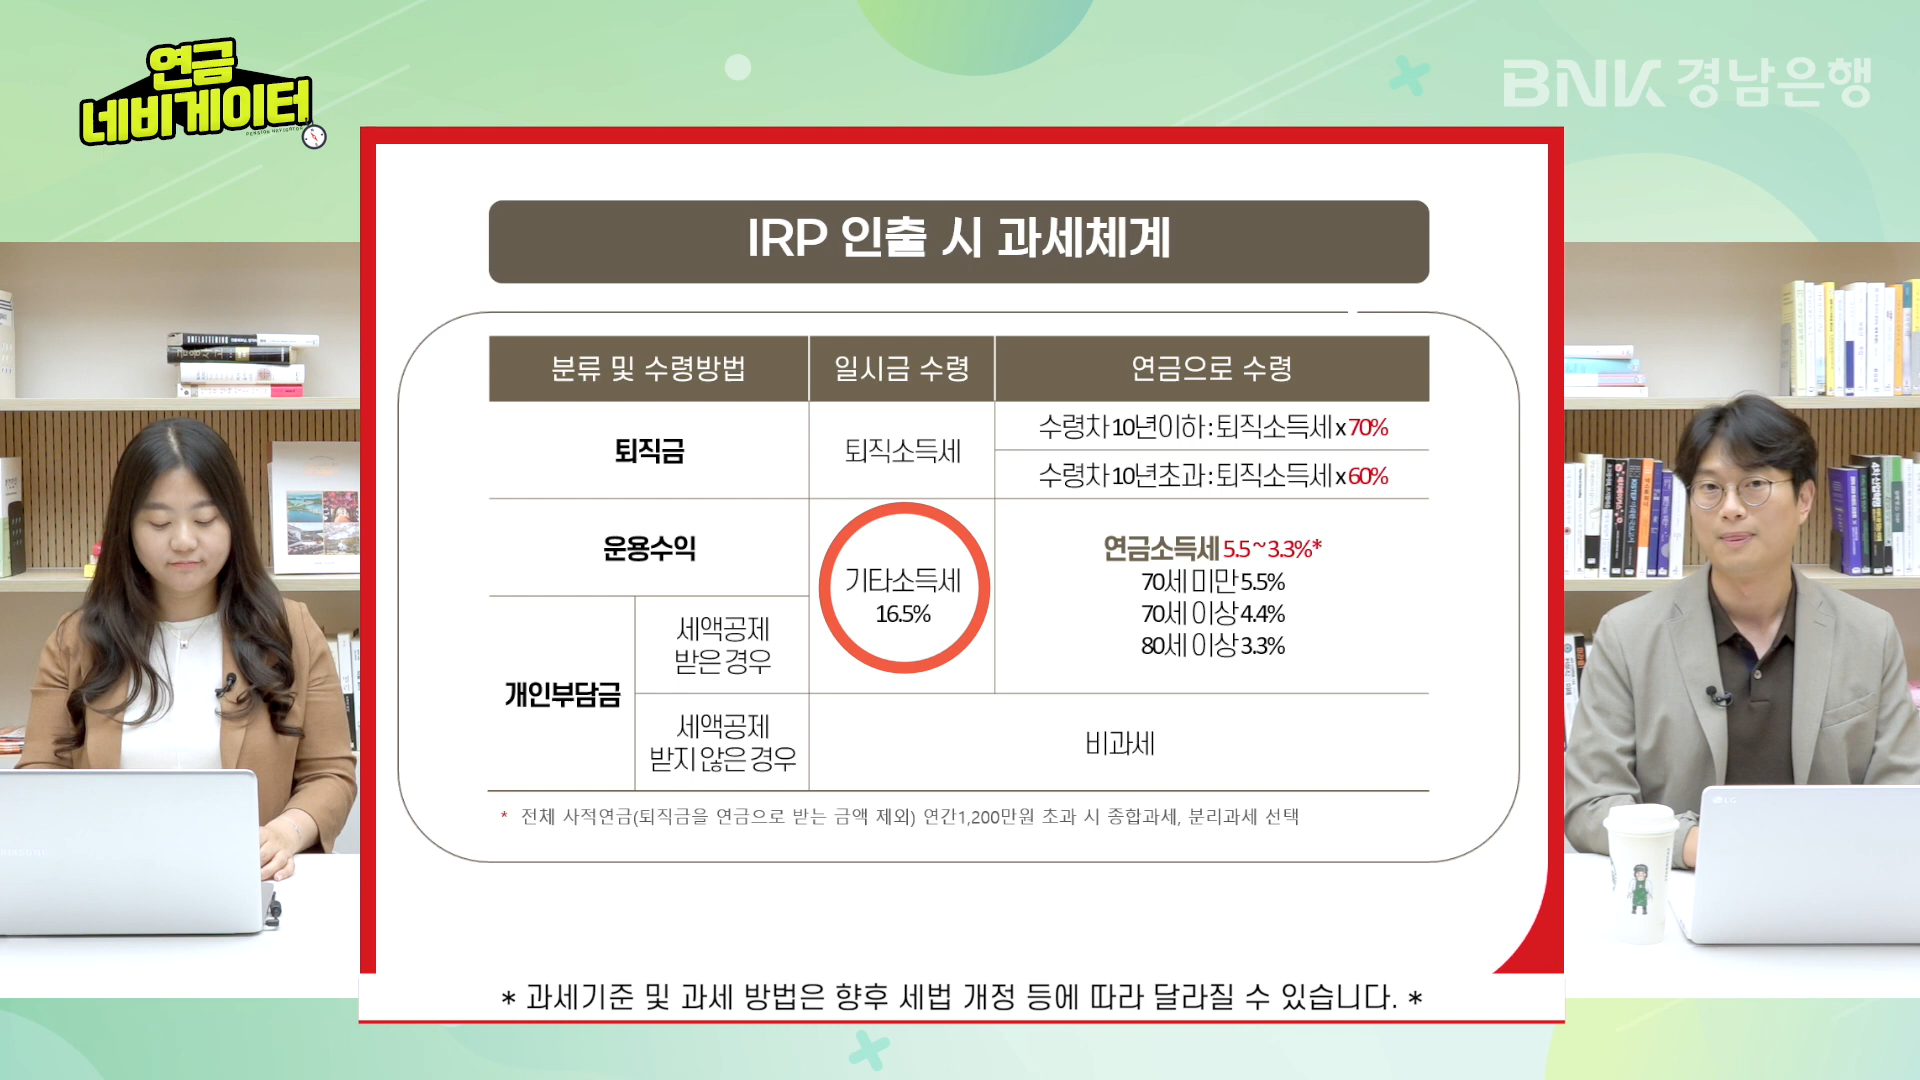 연금
네비게이터
PENSION NAVIGATOR
BNK 경남은행
IRP 인출 시 과세체계
분류 및 수령방법
일시금 수령
연금으로 수령
퇴직금
퇴직소득세
수령차 10년이하 : 퇴직소득세 x 70%
수령차 10년초과 : 퇴직소득세 x 60%
운용수익
기타소득세
16.5%
연금소득세 5.5 ~ 3.3%*
70세 미만 5.5%
70세 이상 4.4%
80세 이상 3.3%
개인부담금
세액공제
받은 경우
세액공제
받지 않은 경우
비과세
* 전체 사적연금(퇴직금을 연금으로 받는 금액 제외) 연간1,200만원 초과 시 종합과세, 분리과세 선택
* 과세기준 및 과세 방법은 향후 세법 개정 등에 따라 달라질 수 있습니다. *
SAMSUNG
LG